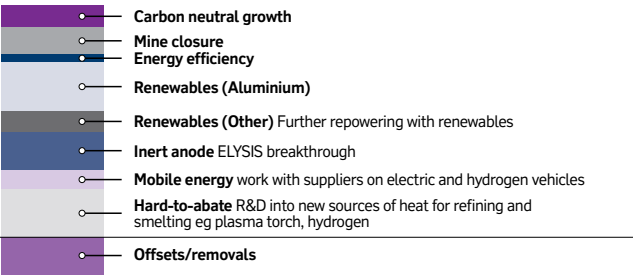 Carbon neutral growth
Mine closure
Energy efficiency
Renewables (Aluminium)
Renewables (Other) Further repowering with renewables
Inert anode ELYSIS breakthrough
Mobile energy work with suppliers on electric and hydrogen vehicles
Hard-to-abate R&D into new sources of heat for refining and
smelting eg plasma torch, hydrogen
Offsets/removals